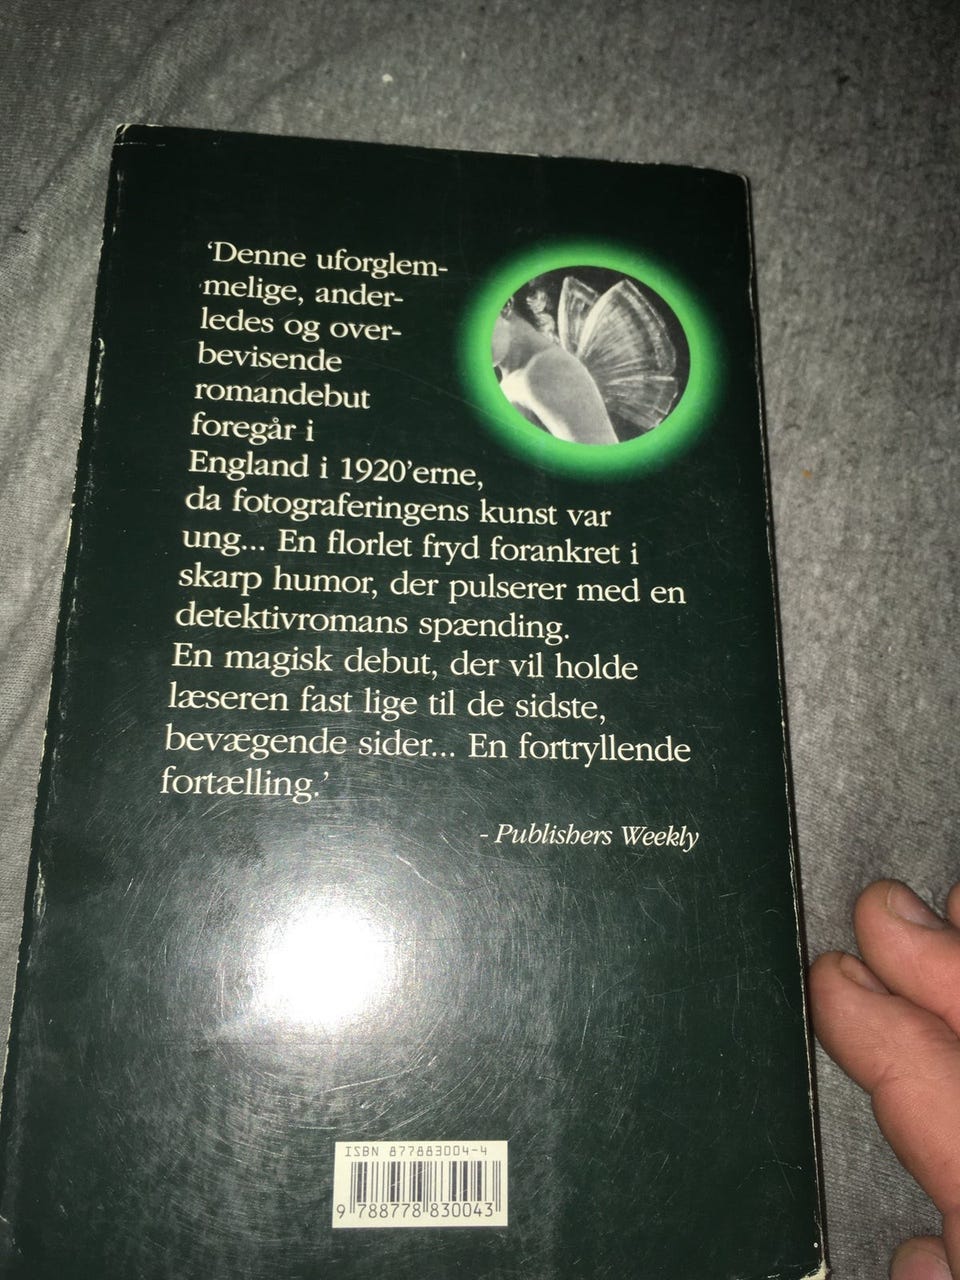 'Denne uforglem-
melige, ander-
ledes og over-
bevisende
romandebut
foregår i
England i 1920'erne,
da fotograferingens kunst var
ung... En florlet fryd forankret i
skarp humor, der pulserer med en
detektivromans spænding.
En magisk debut, der vil holde
læseren fast lige til de sidste,
bevægende sider... En fortryllende
fortælling.'
- Publishers Weekly
ISBN 877883004-4
9 788778 830043